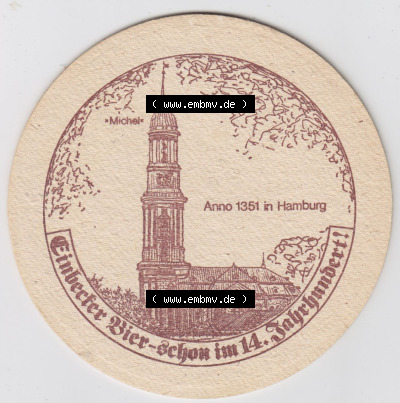 ( www.embmv.de )
»Michel«
Anno 1351 in Hamburg
( www.embmv.de )
Einbecker Bier-schon im 14. Jahrhundert!